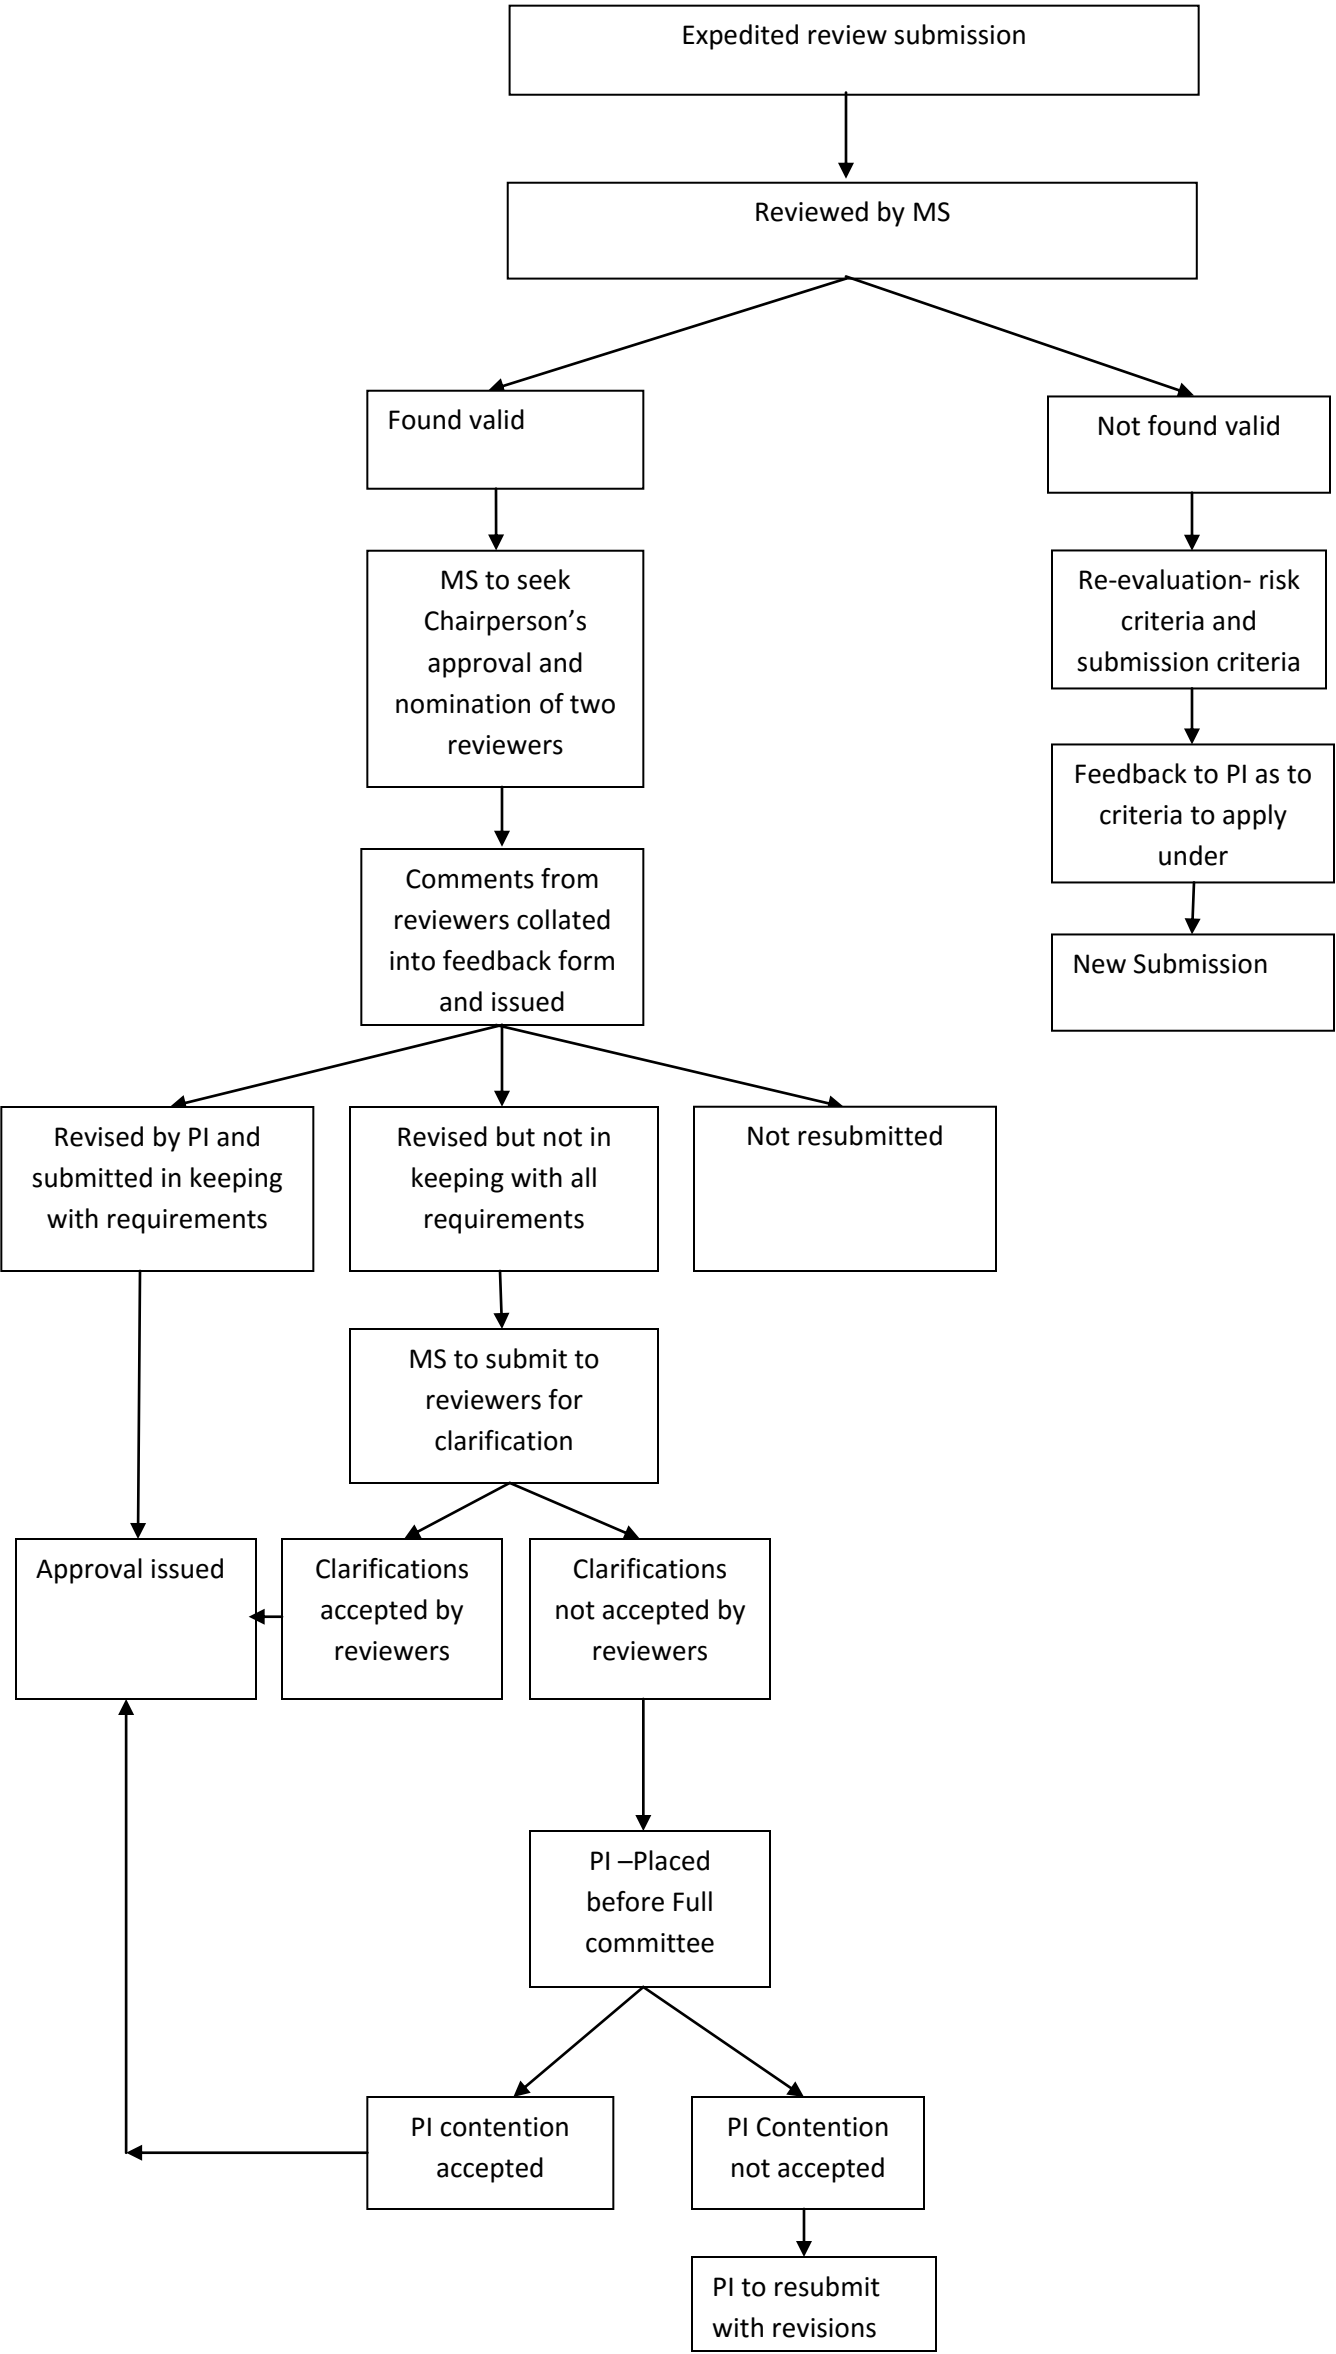 Expedited review submission
Reviewed by MS
Found valid
Not found valid
MS to seek
Chairperson’s
approval and
nomination of two
reviewers
Re-evaluation- risk
criteria and
submission criteria
Feedback to PI as to
criteria to apply
under
Comments from
reviewers collated
into feedback form
and issued
New Submission
Revised by PI and
submitted in keeping
with requirements
Revised but not in
keeping with all
requirements
Not resubmitted
MS to submit to
reviewers for
clarification
Approval issued
Clarifications
accepted by
reviewers
Clarifications
not accepted by
reviewers
PI –Placed
before Full
committee
PI contention
accepted
PI Contention
not accepted
PI to resubmit
with revisions